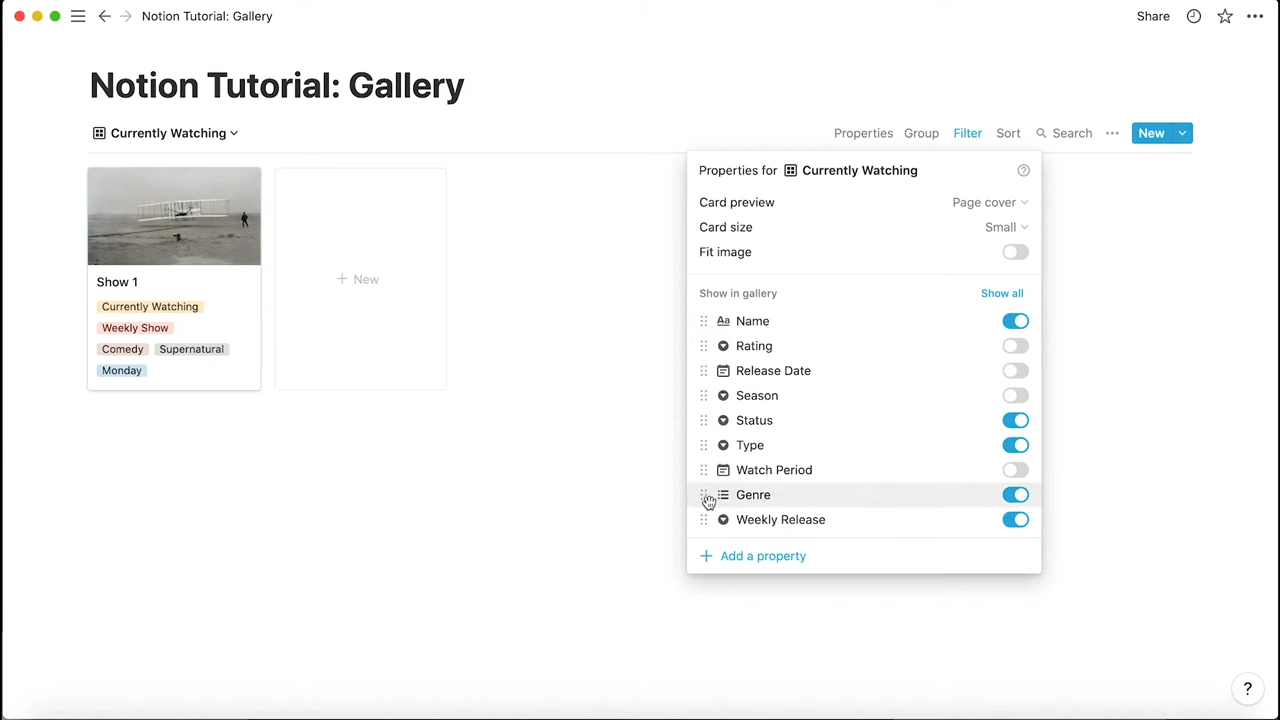 Notion Tutorial: Gallery
Share
Notion Tutorial: Gallery
Currently Watching
Properties Group Filter Sort Search New
Show 1
Currently Watching
Weekly Show
Comedy Supernatural
Monday
+ New
Properties for Currently Watching
Card preview Page cover
Card size Small
Fit image
Show in gallery Show all
Aa Name
Rating
Release Date
Season
Status
Type
Watch Period
Genre
Weekly Release
+ Add a property
?